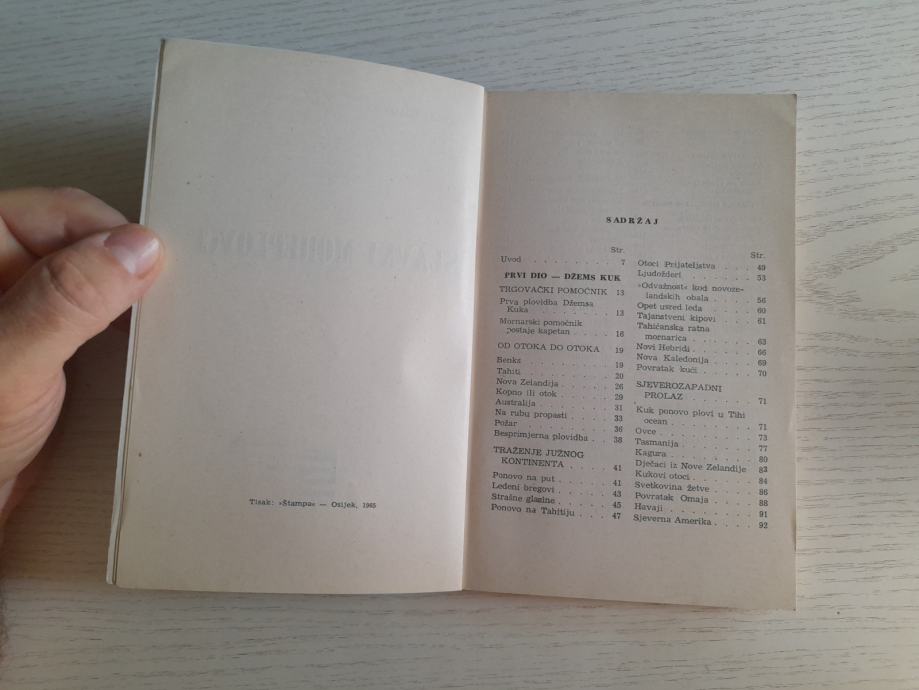 Tisak: »Štampa« — Osijek, 1965
SADRŽAJ
Str.
Uvod . . . . . . . . 7
PRVI DIO — DŽEMS KUK
TRGOVAČKI POMOĆNIK 13
Prva plovidba Džemsa
Kuka . . . . . . . 13
Mornarski pomoćnik
postaje kapetan . . . . 16
OD OTOKA DO OTOKA 19
Benks . . . . . . . . 19
Tahiti . . . . . . . . 20
Nova Zelandija . . . . 26
Kopno ili otok . . . . 29
Australija . . . . . . 31
Na rubu propasti . . . . 33
Požar . . . . . . . . 36
Besprimjerna plovidba . . 38
TRAŽENJE JUŽNOG
KONTINENTA . . . . 41
Ponovo na put . . . . . 41
Ledeni bregovi . . . . . 43
Strašne glasine . . . . 45
Ponovo na Tahitiju . . . 47
Str.
Otoci Prijateljstva . . . 49
Ljudožderi . . . . . . 53
»Odvažnost« kod novoze-
landskih obala . . . . 56
Opet usred leda . . . . 60
Tajanstveni kipovi . . . 61
Tahićanska ratna
mornarica . . . . . 63
Novi Hebridi . . . . . 66
Nova Kaledonija . . . . 69
Povratak kući . . . . . 70
SJEVEROZAPADNI
PROLAZ . . . . . . 71
Kuk ponovo plovi u Tihi
ocean . . . . . . . 71
Ovce . . . . . . . . 73
Tasmanija . . . . . . 77
Kagura . . . . . . . 80
Dječaci iz Nove Zelandije 83
Kukovi otoci . . . . . 84
Svetkovina žetve . . . . 86
Povratak Omaja . . . . 88
Havaji . . . . . . . . 91
Sjeverna Amerika . . . . 92